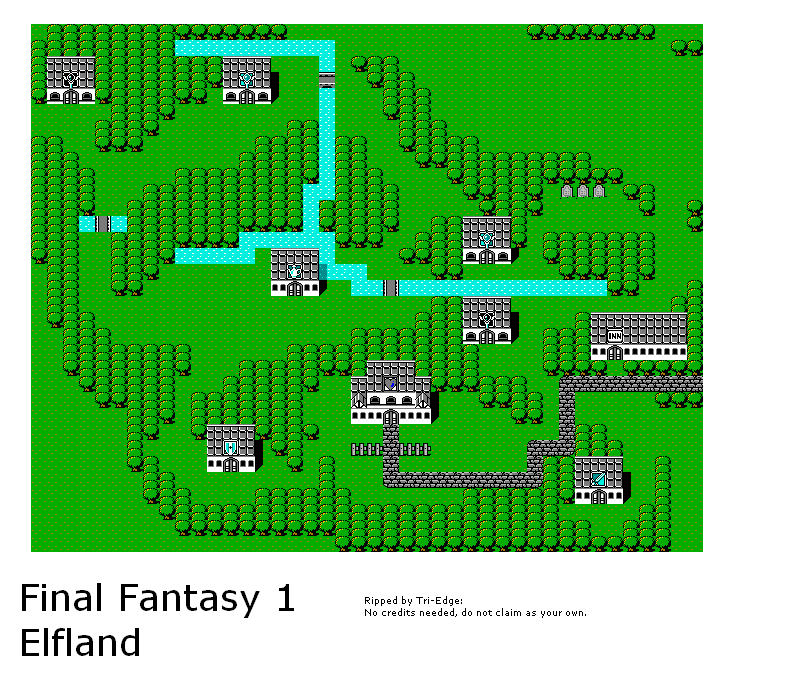 INN
Final Fantasy 1
Elfland
Ripped by Tri-Edge:
No credits needed, do not claim as your own.